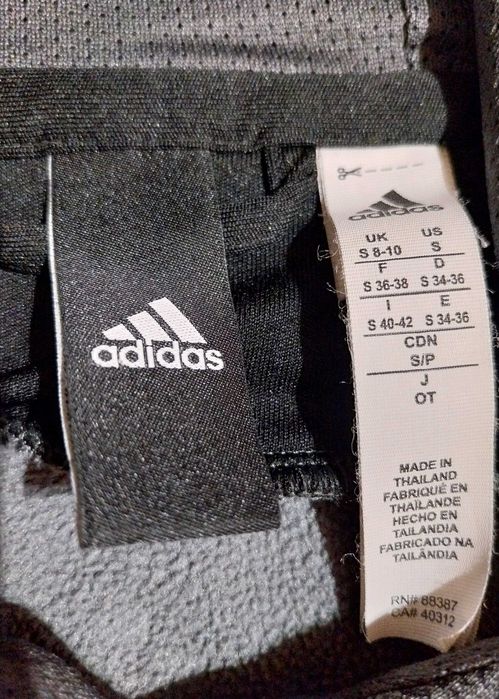 adidas
adidas
UK US
S 8-10 S
F D
S 36-38 S 34-36
I E
S 40-42 S 34-36
CDN
S/P
J
OT
MADE IN
THAILAND
FABRIQUÉ EN
THAÏLANDE
HECHO EN
TAILANDIA
FABRICADO NA
TAILÂNDIA
RN# 88387
CA# 40312